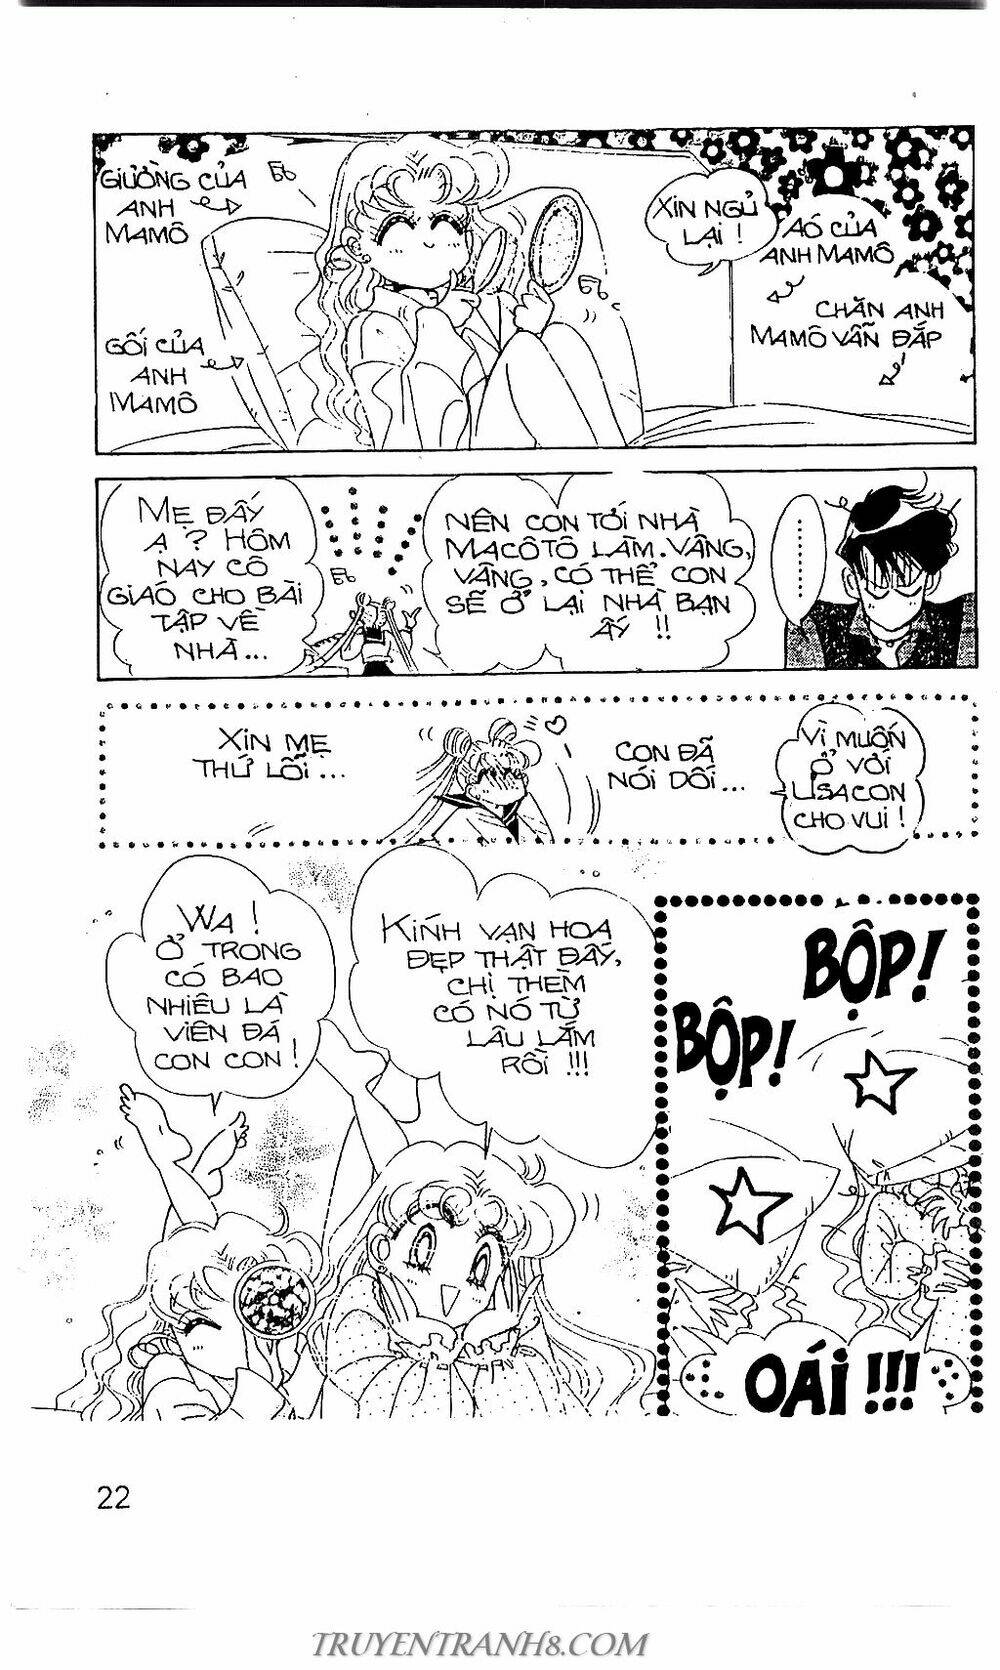 GIƯỜNG CỦA
ANH
MAMÔ
GỐI CỦA
ANH
MAMÔ
XIN NGỦ
LẠI !
AÓ CỦA
ANH MAMÔ
CHĂN ANH
MAMÔ VẪN ĐẮP
MẸ ĐẤY
Ạ ? HÔM
NAY CÔ
GIAÓ CHO BÀI
TẬP VỀ
NHÀ...
NÊN CON TỚI NHÀ
MACÔTÔ LÀM. VÂNG,
VÂNG, CÓ THỂ CON
SẼ Ở LẠI NHÀ BẠN
ẤY !!
........
XIN MẸ
THỨ LỖI ...
CON ĐÃ
NÓI DỐI ...
VÌ MUỐN
Ở VỚI
USACON
CHO VUI !
WA !
Ở TRONG
CÓ BAO
NHIÊU LÀ
VIÊN ĐÁ
CON CON !
KÍNH VẠN HOA
ĐẸP THẬT ĐẤY,
CHỊ THÈM
CÓ NÓ TỪ
LÂU LẮM
RỒI !!!
BỘP!
BỘP!
OÁI !!!
22
TRUYENTRANH8.COM